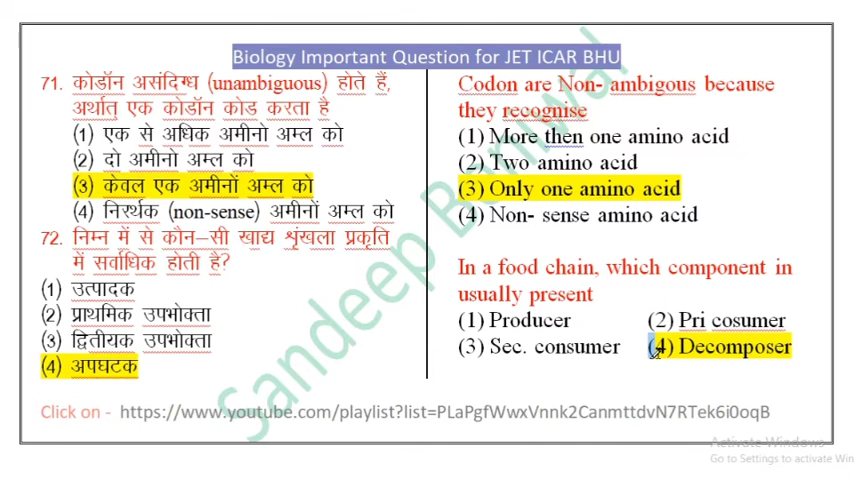 Biology Important Question for JET ICAR BHU
71. कोडॉन असंदिग्ध (unambiguous) होते हैं,
अर्थात् एक कोडॉन कोड करता है
(1) एक से अधिक अमीनो अम्ल को
(2) दो अमीनो अम्ल को
(3) केवल एक अमीनों अम्ल को
(4) निरर्थक (non-sense) अमीनों अम्ल को
72. निम्न में से कौन–सी खाद्य शृंखला प्रकृति
में सर्वाधिक होती है?
(1) उत्पादक
(2) प्राथमिक उपभोक्ता
(3) द्वितीयक उपभोक्ता
(4) अपघटक
Codon are Non- ambigous because
they recognise
(1) More then one amino acid
(2) Two amino acid
(3) Only one amino acid
(4) Non- sense amino acid
In a food chain, which component in
usually present
(1) Producer (2) Pri cosumer
(3) Sec. consumer (4) Decomposer
Click on - https://www.youtube.com/playlist?list=PLaPgfWwxVnnk2CanmttdvN7RTek6i0oqB
Sandeep Boniwal
Activate Windows
Go to Settings to activate Win